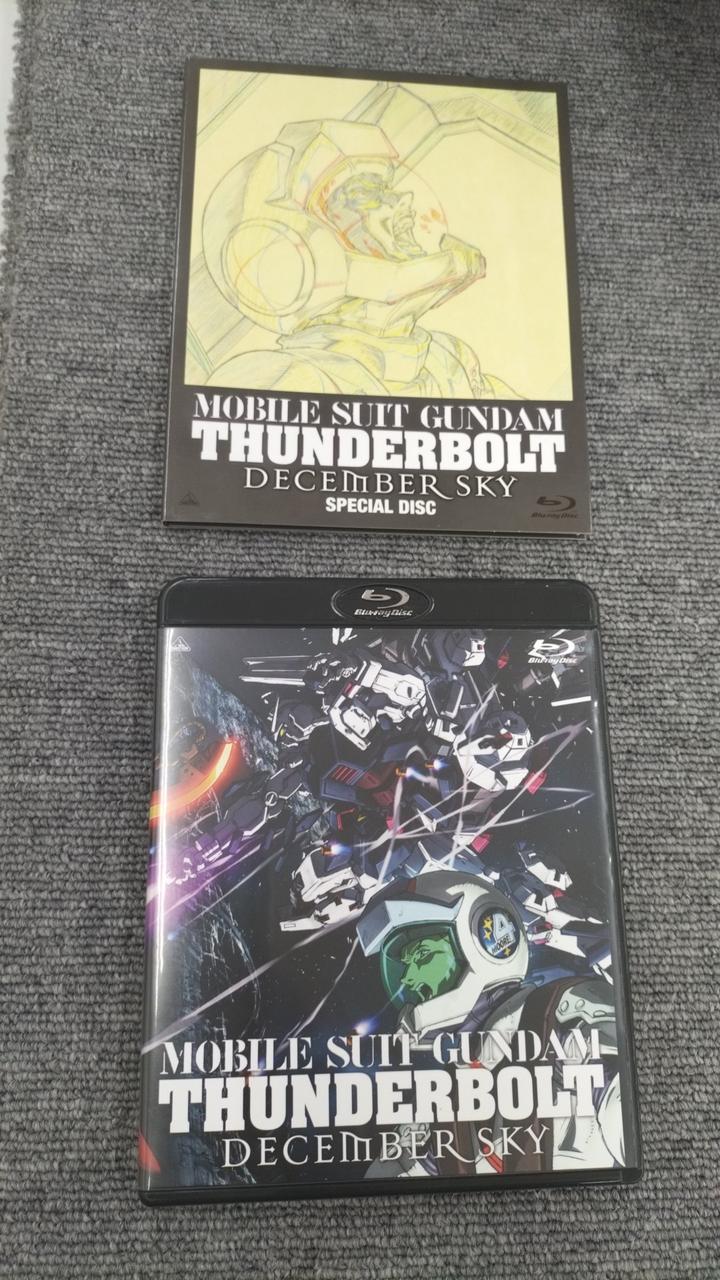 MOBILE SUIT GUNDAM
THUNDERBOLT
DECEMBER SKY
SPECIAL DISC
Blu-ray Disc
Blu-ray Disc
Blu-ray Disc
MOORE
MOBILE SUIT GUNDAM
THUNDERBOLT
DECEMBER SKY